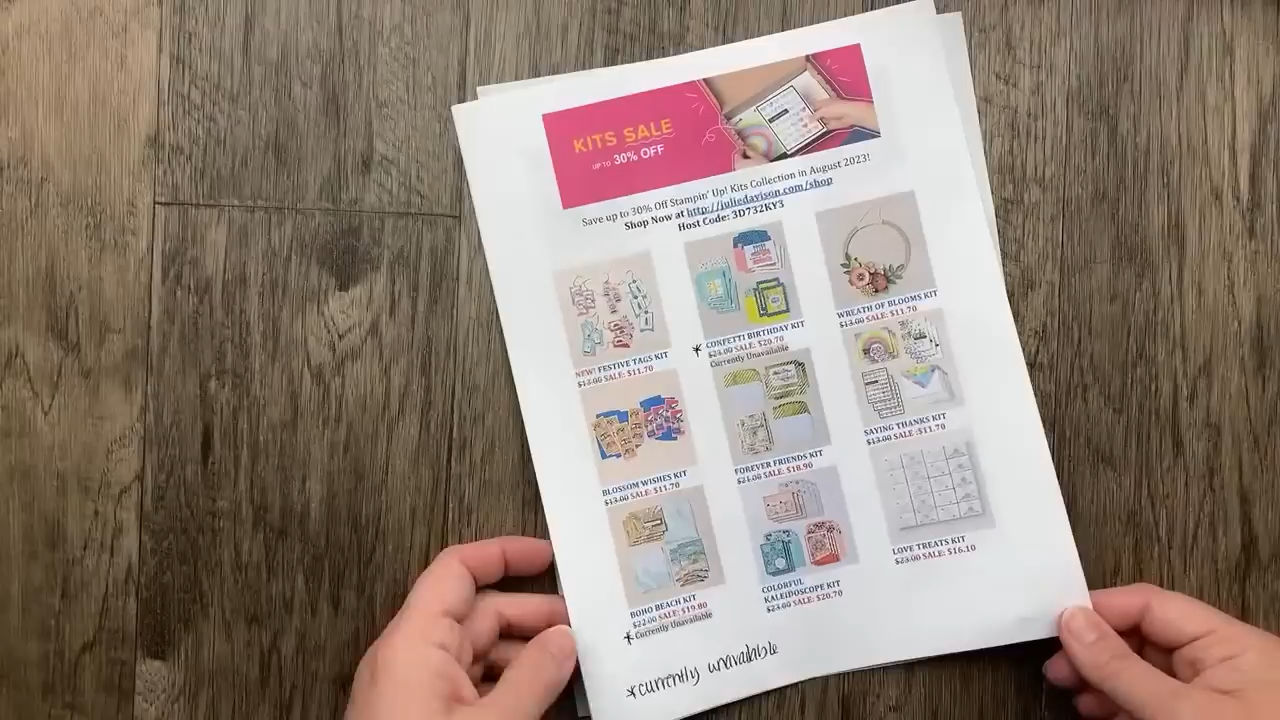 KITS SALE
UP TO 30% OFF
Save up to 30% Off Stampin' Up! Kits Collection in August 2023!
Shop Now at http://juliedavison.com/shop
Host Code: 3D732KY3
NEW! FESTIVE TAGS KIT
$13.00 SALE: $11.70
* CONFETTI BIRTHDAY KIT
$23.00 SALE: $20.70
Currently Unavailable
WREATH OF BLOOMS KIT
$13.00 SALE: $11.70
BLOSSOM WISHES KIT
$13.00 SALE: $11.70
FOREVER FRIENDS KIT
$21.00 SALE: $18.90
SAYING THANKS KIT
$13.00 SALE :$11.70
BOHO BEACH KIT
$22.00 SALE: $19.80
* Currently Unavailable
COLORFUL
KALEIDOSCOPE KIT
$23.00 SALE: $20.70
LOVE TREATS KIT
$23.00 SALE: $16.10
*currently unavailable